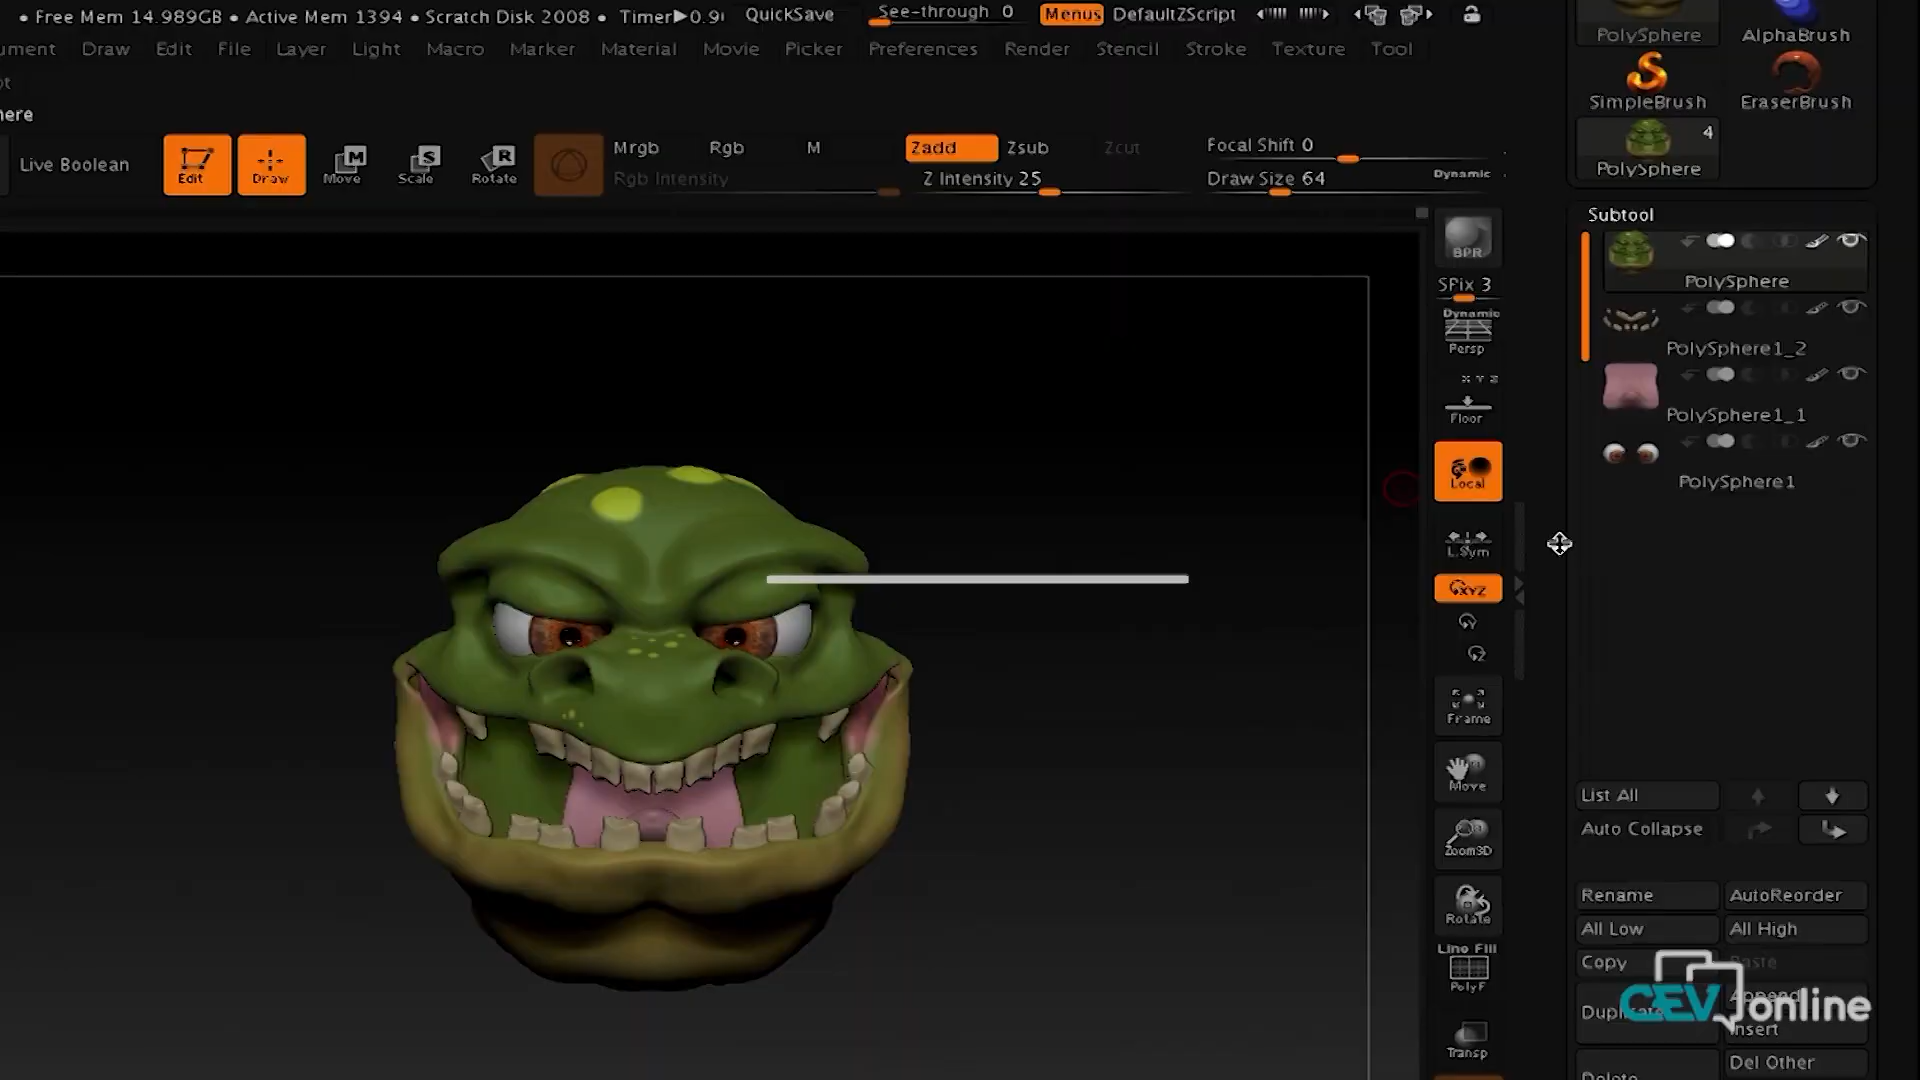 • Free Mem 14.989GB • Active Mem 1394 • Scratch Disk 2008 • Timer▶0.9
QuickSave
See-through 0
Menus
DefaultZScript
ument Draw Edit File Layer Light Macro Marker Material Movie Picker Preferences Render Stencil Stroke Texture Tool
ot
here
Live Boolean
Edit
Draw
Move
Scale
Rotate
Mrgb
Rgb
M
Rgb Intensity
Zadd
Zsub
Zcut
Z Intensity 25
Focal Shift 0
Draw Size 64
Dynamic
PolySphere
AlphaBrush
SimpleBrush
EraserBrush
4
PolySphere
Subtool
PolySphere
PolySphere1_2
PolySphere1_1
PolySphere1
BPR
SPix 3
Dynamic
Persp
X Y Z
Floor
Local
L.Sym
XYZ
Y
Z
Frame
Move
Zoom3D
Rotate
Line Fill
PolyF
Transp
List All
Auto Collapse
Rename
AutoReorder
All Low
All High
Copy
Paste
Duplicate
Append
Insert
Delete
Del Other
CEV online